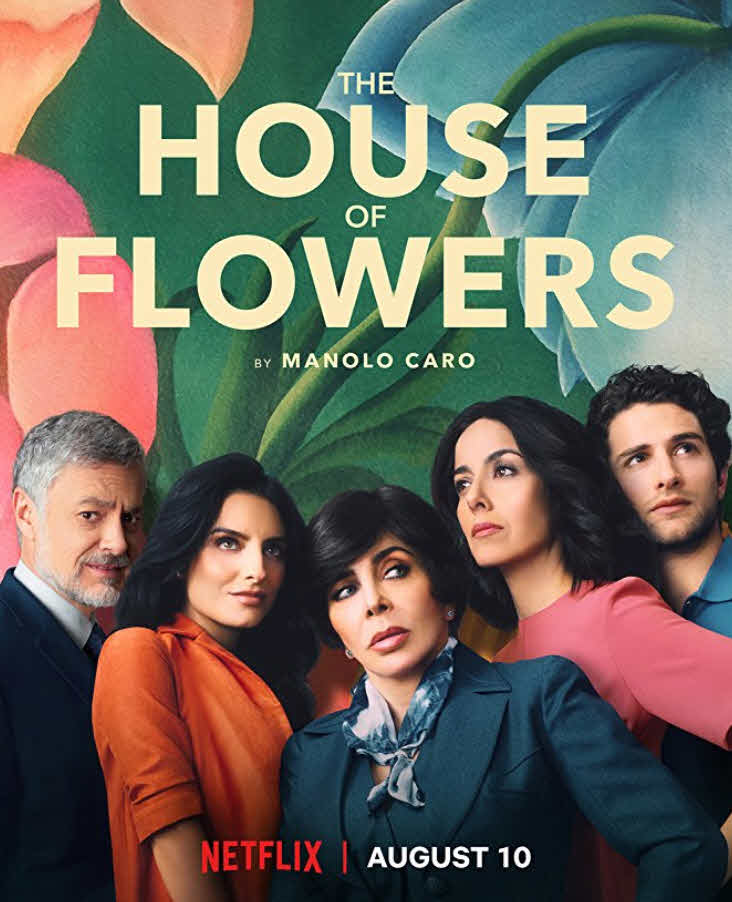 THE
HOUSE
OF
FLOWERS
BY MANOLO CARO
NETFLIX | AUGUST 10